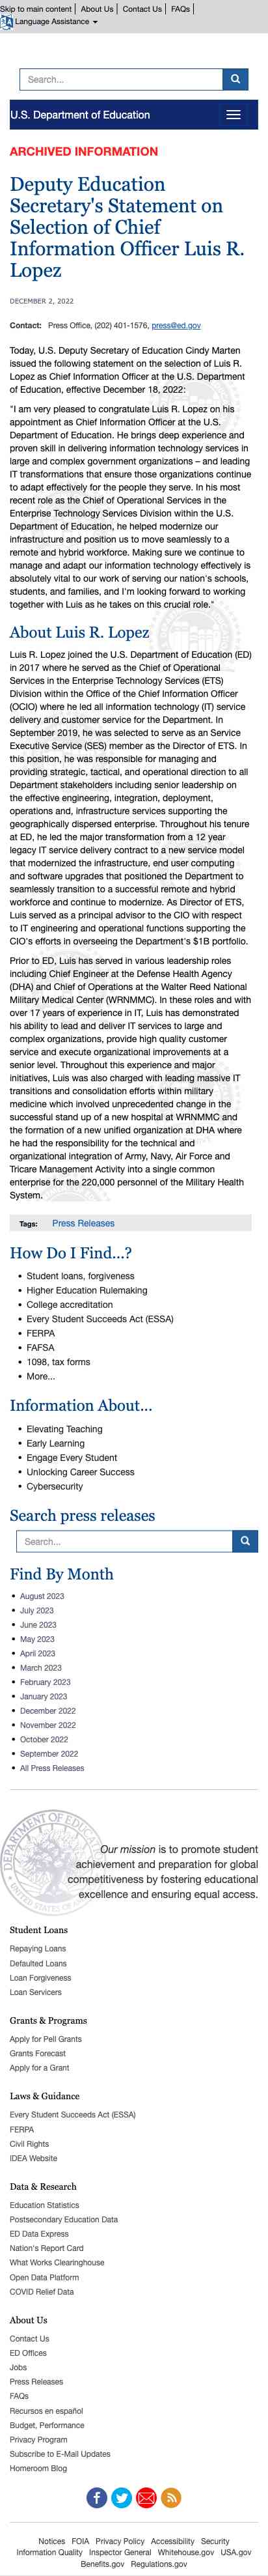 Skip to main content | About Us | Contact Us | FAQs |
Language Assistance
Search...
U.S. Department of Education
ARCHIVED INFORMATION
Deputy Education
Secretary's Statement on
Selection of Chief
Information Officer Luis R.
Lopez
DECEMBER 2, 2022
Contact: Press Office, (202) 401-1576, press@ed.gov
Today, U.S. Deputy Secretary of Education Cindy Marten
issued the following statement on the selection of Luis R.
Lopez as Chief Information Officer at the U.S. Department
of Education, effective December 18, 2022:
"I am very pleased to congratulate Luis R. Lopez on his
appointment as Chief Information Officer at the U.S.
Department of Education. He brings deep experience and
proven skill in delivering information technology services in
large and complex government organizations – and leading
IT transformation that ensures those organizations continue
to adapt effectively for the people they serve. In his most
recent role as the Chief of Operational Services in the
Enterprise Technology Services Division within the U.S.
Department of Education, he helped modernize our
infrastructure and position us to move seamlessly to a
remote and hybrid workforce. Making sure we continue to
manage and adapt our information technology effectively is
absolutely vital to our work of serving our nation's schools,
students, and families, and I'm looking forward to working
together with Luis as he takes on this crucial role."
About Luis R. Lopez
Luis R. Lopez joined the U.S. Department of Education (ED)
in 2017 where he served as the Chief of Operational
Services in the Enterprise Technology Services (ETS)
Division within the Office of the Chief Information Officer
(OCIO) where he led all information technology (IT) service
delivery and customer service for the Department. In
September 2019, he was selected to serve as an Service
Executive Service (SES) member as the Director of ETS. In
this position, he was responsible for managing and
providing strategic, tactical, and operational direction to all
Department stakeholders including senior leadership on
the effective engineering, integration, deployment,
operations and, infrastructure services supporting the
geographically dispersed enterprise. Throughout his tenure
at ED, he led the major transformation from a 12 year
legacy IT service delivery contract to a new service model
that modernized the infrastructure, end user computing
and software upgrades that positioned the Department to
seamlessly transition to a successful remote and hybrid
workforce and continue to modernize. As Director of ETS,
Luis served as a principal advisor to the CIO with respect
to IT engineering and operational functions supporting the
CIO's effort of overseeing the Department's $1B portfolio.
Prior to ED, Luis has served in various leadership roles
including Chief Engineer at the Defense Health Agency
(DHA) and Chief of Operations at the Walter Reed National
Military Medical Center (WRNMMC). In these roles and with
over 17 years of experience in IT, Luis has demonstrated
his ability to lead and deliver IT services to large and
complex organizations, provide high quality customer
service and execute organizational improvements at a
senior level. Throughout this experience and major
initiatives, Luis was also charged with leading massive IT
transitions and consolidation efforts within military
medicine which involved unprecedented change in the
successful stand up of a new hospital at WRNMMC and
the formation of a new unified organization at DHA where
he had the responsibility for the technical and
organizational integration of Army, Navy, Air Force and
Tricare Management Activity into a single common
enterprise for the 220,000 personnel of the Military Health
System.
Tags: Press Releases
How Do I Find...?
• Student loans, forgiveness
• Higher Education Rulemaking
• College accreditation
• Every Student Succeeds Act (ESSA)
• FERPA
• FAFSA
• 1098, tax forms
• More...
Information About...
• Elevating Teaching
• Early Learning
• Engage Every Student
• Unlocking Career Success
• Cybersecurity
Search press releases
Search...
Find By Month
• August 2023
• July 2023
• June 2023
• May 2023
• April 2023
• March 2023
• February 2023
• January 2023
• December 2022
• November 2022
• October 2022
• September 2022
• All Press Releases
Our mission is to promote student
achievement and preparation for global
competitiveness by fostering educational
excellence and ensuring equal access.
Student Loans
Repaying Loans
Defaulted Loans
Loan Forgiveness
Loan Servicers
Grants & Programs
Apply for Pell Grants
Grants Forecast
Apply for a Grant
Laws & Guidance
Every Student Succeeds Act (ESSA)
FERPA
Civil Rights
IDEA Website
Data & Research
Education Statistics
Postsecondary Education Data
ED Data Express
Nation's Report Card
What Works Clearinghouse
Open Data Platform
COVID Relief Data
About Us
Contact Us
ED Offices
Jobs
Press Releases
FAQs
Recursos en español
Budget, Performance
Privacy Program
Subscribe to E-Mail Updates
Homeroom Blog
Notices FOIA Privacy Policy Accessibility Security
Information Quality Inspector General Whitehouse.gov USA.gov
Benefits.gov Regulations.gov